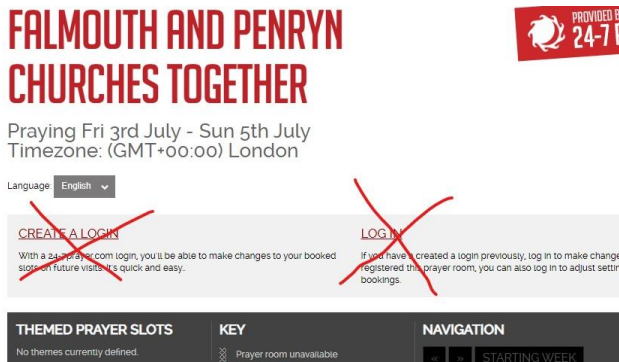 FALMOUTH AND PENRYN
CHURCHES TOGETHER
PROVIDED
24-7
Praying Fri 3rd July - Sun 5th July
Timezone: (GMT+00:00) London
Language: English
CREATE A LOGIN
With a 24-7prayer.com login, you'll be able to make changes to your booked
slots on future visits. It's quick and easy.
LOG IN
If you have created a login previously, log in to make change
registered this prayer room, you can also log in to adjust
bookings.
THEMED PRAYER SLOTS
No themes currently defined.
KEY
Prayer room unavailable
NAVIGATION
« » STARTING WEEK